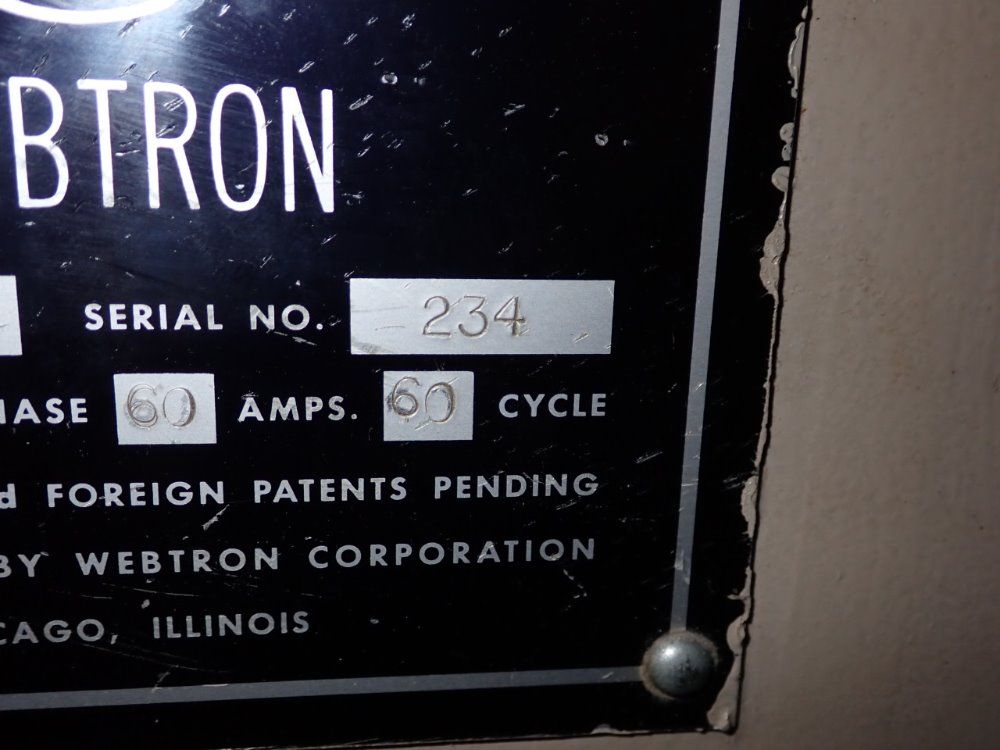 BTRON
SERIAL NO. 234
HASE 60 AMPS. 60 CYCLE
d FOREIGN PATENTS PENDING
BY WEBTRON CORPORATION
CAGO, ILLINOIS